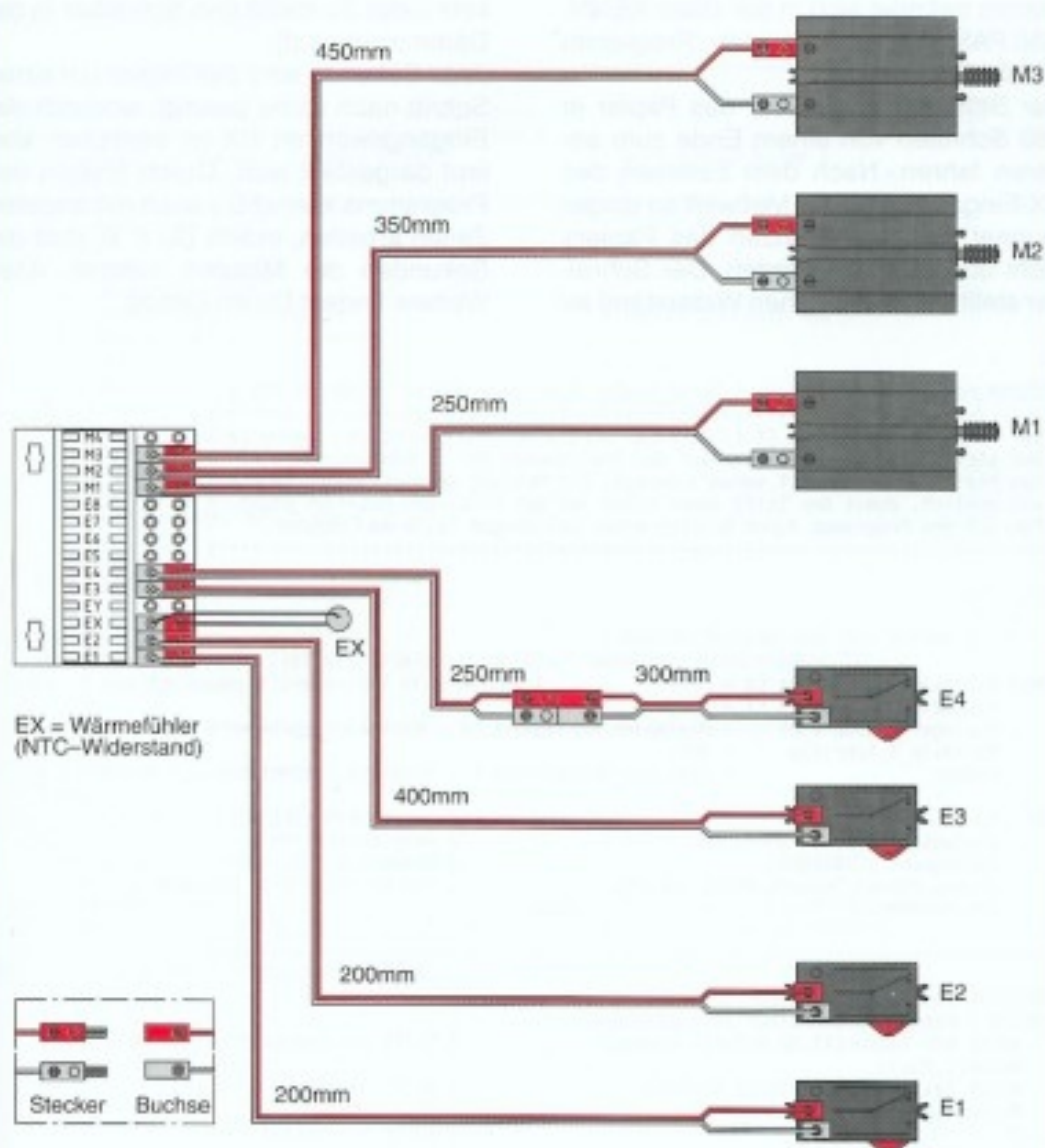 450mm
M3
350mm
M2
250mm
M1
M4
M3
M2
M1
E8
E7
E6
E5
E4
E3
EY
EX
E2
E1
EX
250mm
300mm
E4
EX = Wärmefühler
(NTC–Widerstand)
400mm
E3
200mm
E2
Stecker
Buchse
200mm
E1